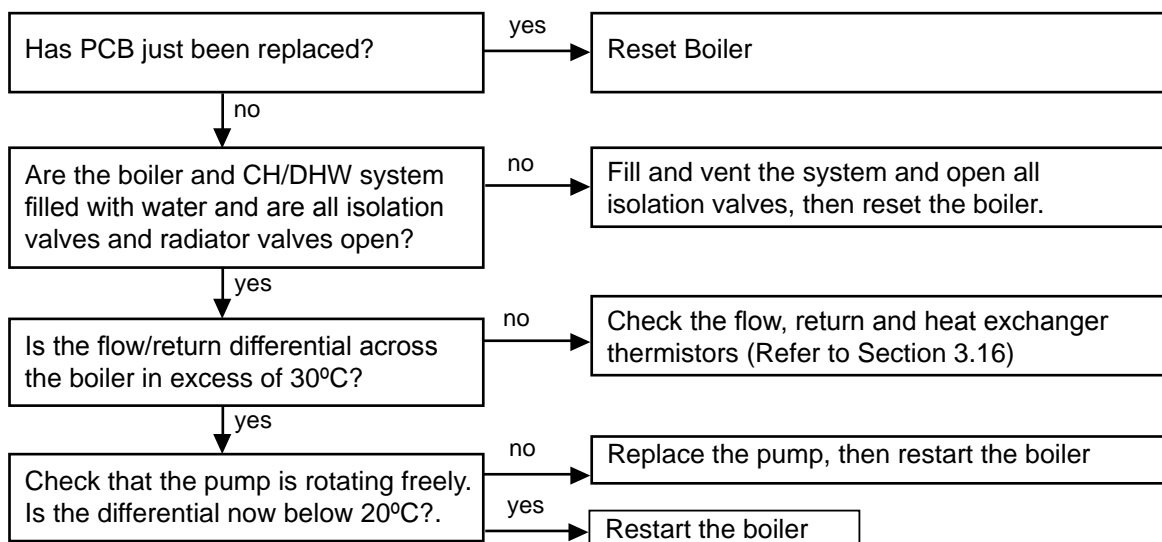 Has PCB just been replaced?
yes
Reset Boiler
no
Are the boiler and CH/DHW system
filled with water and are all isolation
valves and radiator valves open?
no
Fill and vent the system and open all
isolation valves, then reset the boiler.
yes
Is the flow/return differential across
the boiler in excess of 30ºC?
no
Check the flow, return and heat exchanger
thermistors (Refer to Section 3.16)
yes
Check that the pump is rotating freely.
Is the differential now below 20ºC?.
no
Replace the pump, then restart the boiler
yes
Restart the boiler